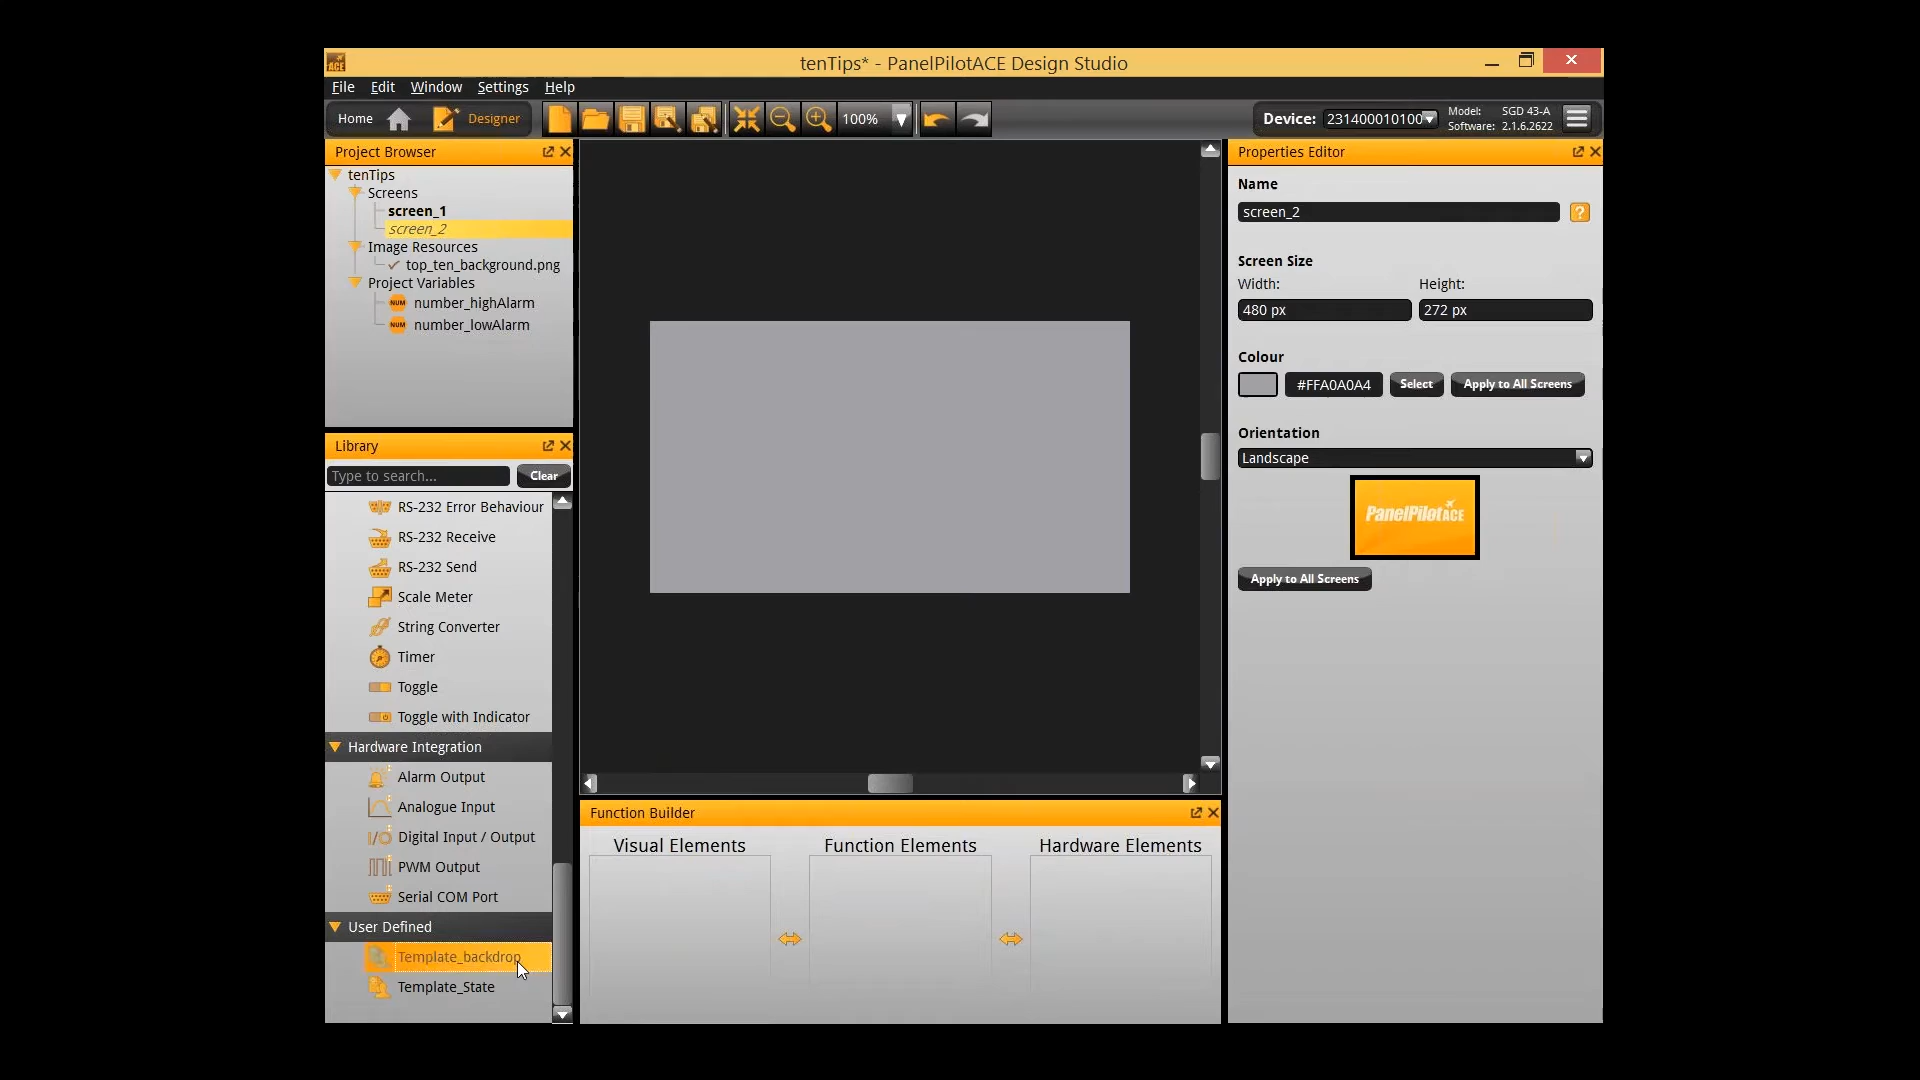 tenTips* - PanelPilotACE Design Studio
ACE
File Edit Window Settings Help
Home Designer 100% Device: 231400010100 Model: SGD 43-A
Software: 2.1.6.2622
Project Browser
tenTips
Screens
screen_1
screen_2
Image Resources
top_ten_background.png
Project Variables
NUM number_highAlarm
NUM number_lowAlarm
Library
Type to search... Clear
RS-232 Error Behaviour
RS-232 Receive
RS-232 Send
Scale Meter
String Converter
Timer
Toggle
Toggle with Indicator
Hardware Integration
Alarm Output
Analogue Input
I/O Digital Input / Output
PWM Output
Serial COM Port
User Defined
Template_backdrop
Template_State
Function Builder
Visual Elements Function Elements Hardware Elements
Properties Editor
Name
screen_2 ?
Screen Size
Width: Height:
480 px 272 px
Colour
#FFA0A0A4 Select Apply to All Screens
Orientation
Landscape
PanelPilotACE
Apply to All Screens